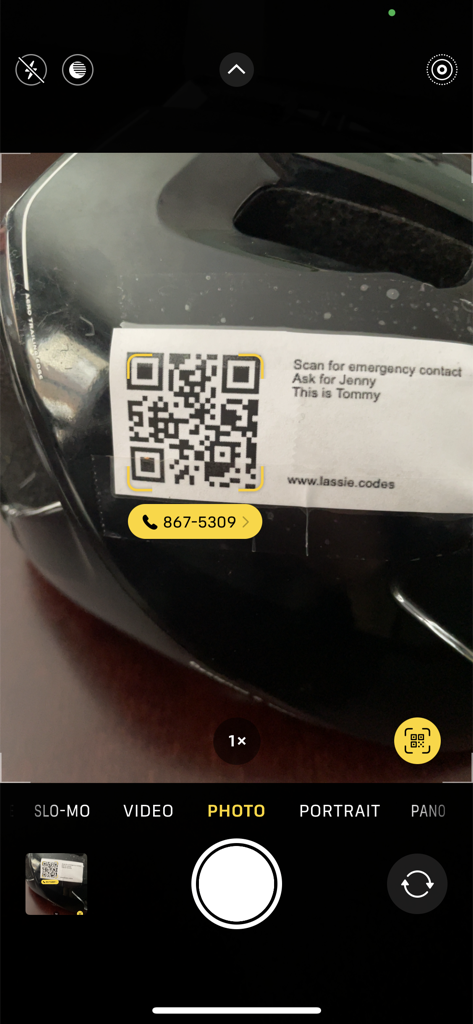 Scan for emergency contact
Ask for Jenny
This is Tommy
www.lassie.codes
867-5309
1×
SLO-MO VIDEO PHOTO PORTRAIT PANO